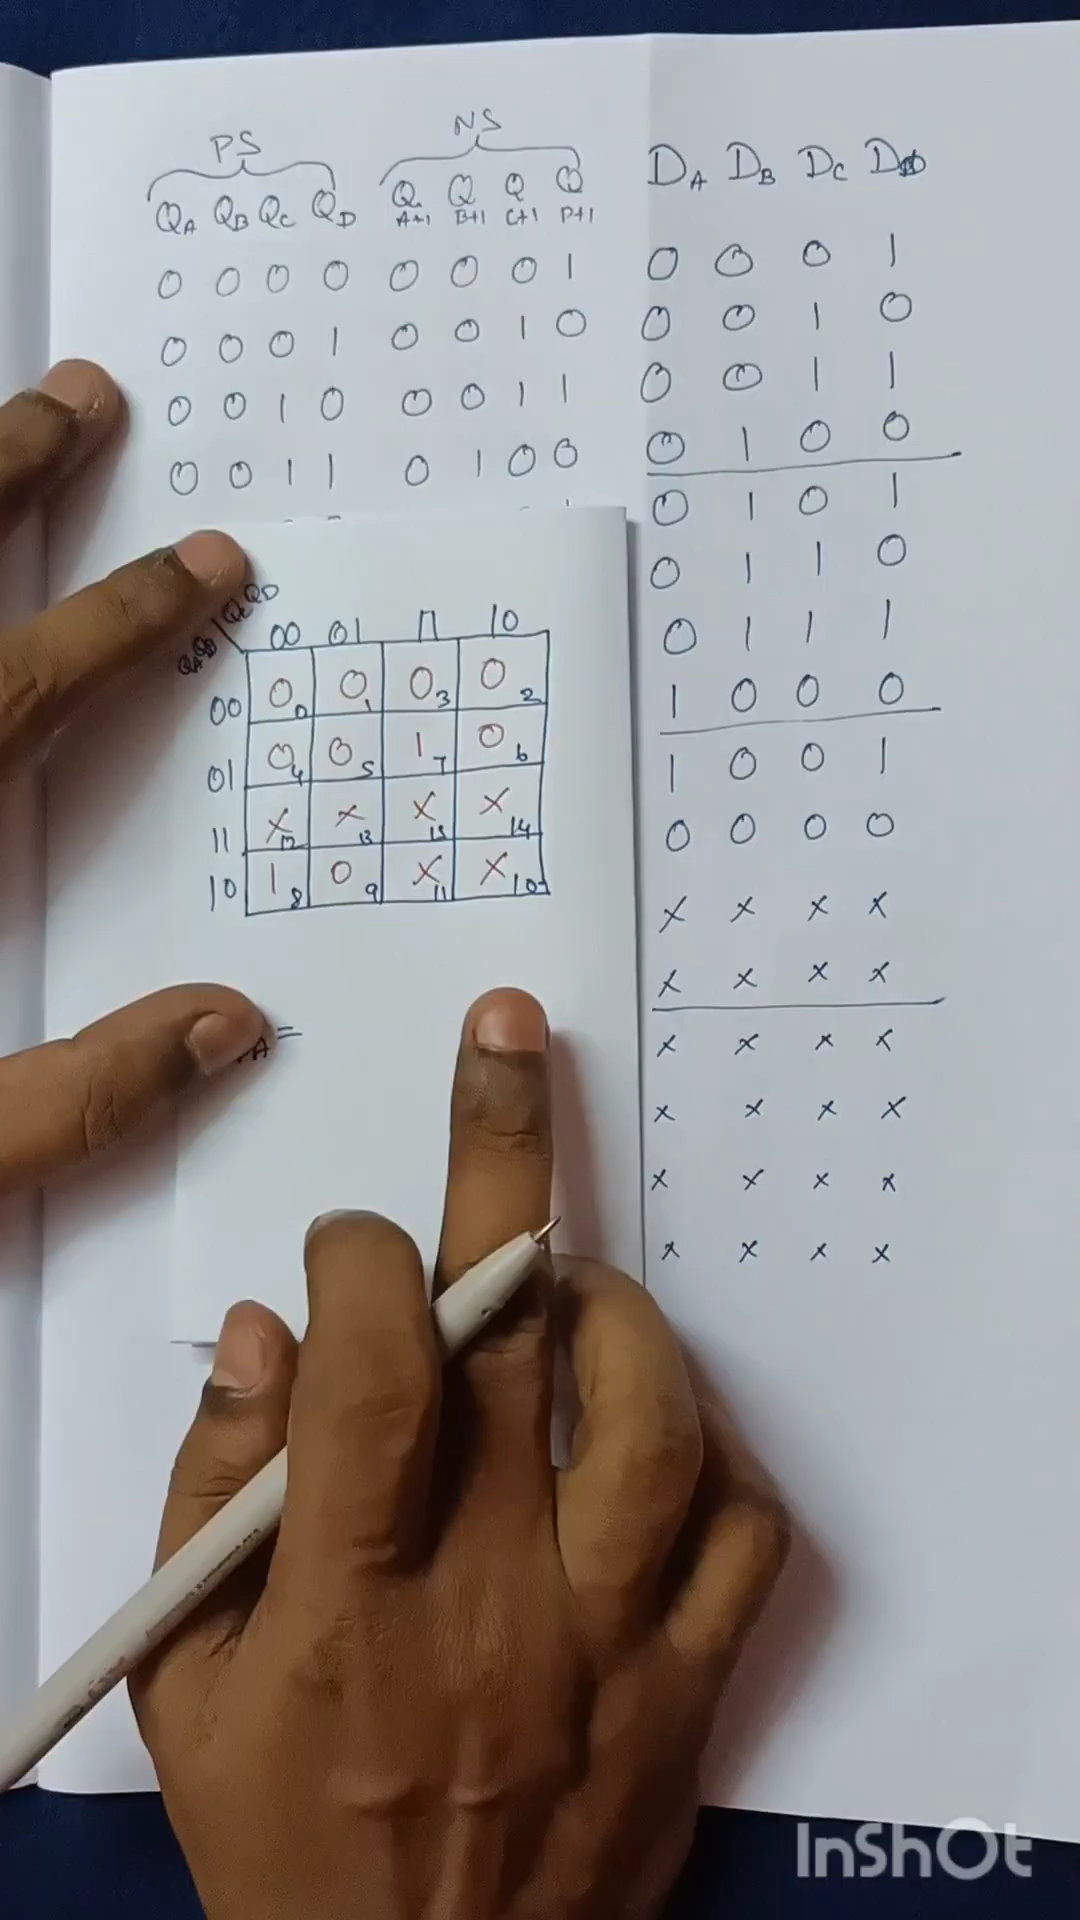 PS NS
QA QB QC QD Q A+1 Q B+1 Q C+1 Q D+1 DA DB DC DD
0 0 0 0 0 0 0 1 0 0 0 1
0 0 0 1 0 0 1 0 0 0 1 0
0 0 1 0 0 0 1 1 0 0 1 1
0 0 1 1 0 1 0 0 0 1 0 0
0 1 0 1
0 1 1 0
0 1 1 1
1 0 0 0
1 0 0 1
0 0 0 0
x x x x
x x x x
x x x x
x x x x
x x x x
x x x x
QAQB QCQD
00 01 11 10
00 0 0 0 1 0 3 0 2
01 0 4 0 5 1 7 0 6
11 x 12 x 13 x 15 x 14
10 1 8 0 9 x 11 x 10
A =
InShOt